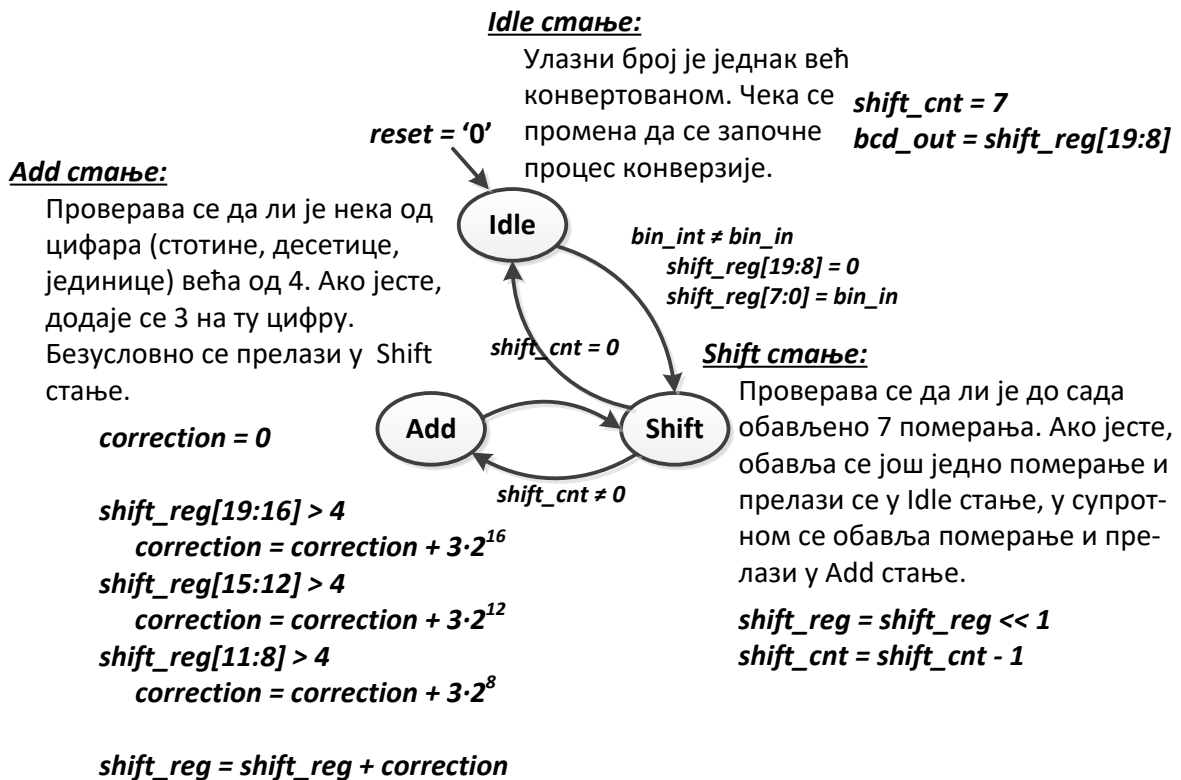 Idle стање:
Улазни број је једнак већ
конвертованом. Чека се
промена да се започне
процес конверзије.
shift_cnt = 7
bcd_out = shift_reg[19:8]
reset = ‘0’
Add стање:
Проверава се да ли је нека од
цифара (стотине, десетице,
јединице) већа од 4. Ако јесте,
додаје се 3 на ту цифру.
Безусловно се прелази у Shift
стање.
correction = 0
shift_reg[19:16] > 4
correction = correction + 3·2^16
shift_reg[15:12] > 4
correction = correction + 3·2^12
shift_reg[11:8] > 4
correction = correction + 3·2^8
shift_reg = shift_reg + correction
Idle
bin_int ≠ bin_in
shift_reg[19:8] = 0
shift_reg[7:0] = bin_in
shift_cnt = 0
Add
Shift
shift_cnt ≠ 0
Shift стање:
Проверава се да ли је до сада
обављено 7 померања. Ако јесте,
обавља се још једно померање и
прелази се у Idle стање, у супрот-
ном се обавља померање и пре-
лази у Add стање.
shift_reg = shift_reg << 1
shift_cnt = shift_cnt - 1